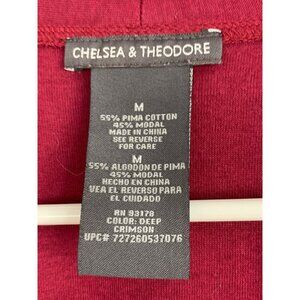 CHELSEA & THEODORE
M
55% PIMA COTTON
45% MODAL
MADE IN CHINA
SEE REVERSE
FOR CARE
M
55% ALGODON DE PIMA
45% MODAL
HECHO EN CHINA
VEA EL REVERSO PARA
EL CUIDADO
RN 93178
COLOR: DEEP
CRIMSON
UPC# 727260537076